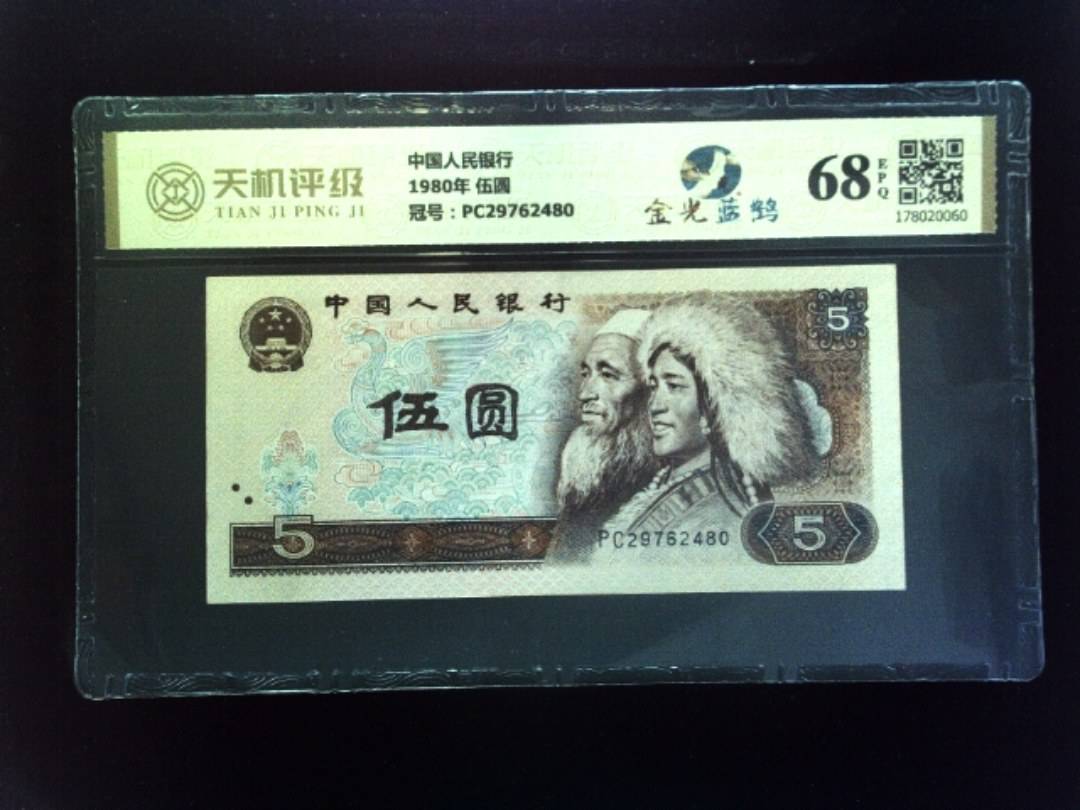 天机评级
TIAN JI PING JI
中国人民银行
1980年 伍圆
冠号：PC29762480
金光蓝鹤
68
EPQ
178020060
中国人民银行
5
伍圆
5
PC29762480
5